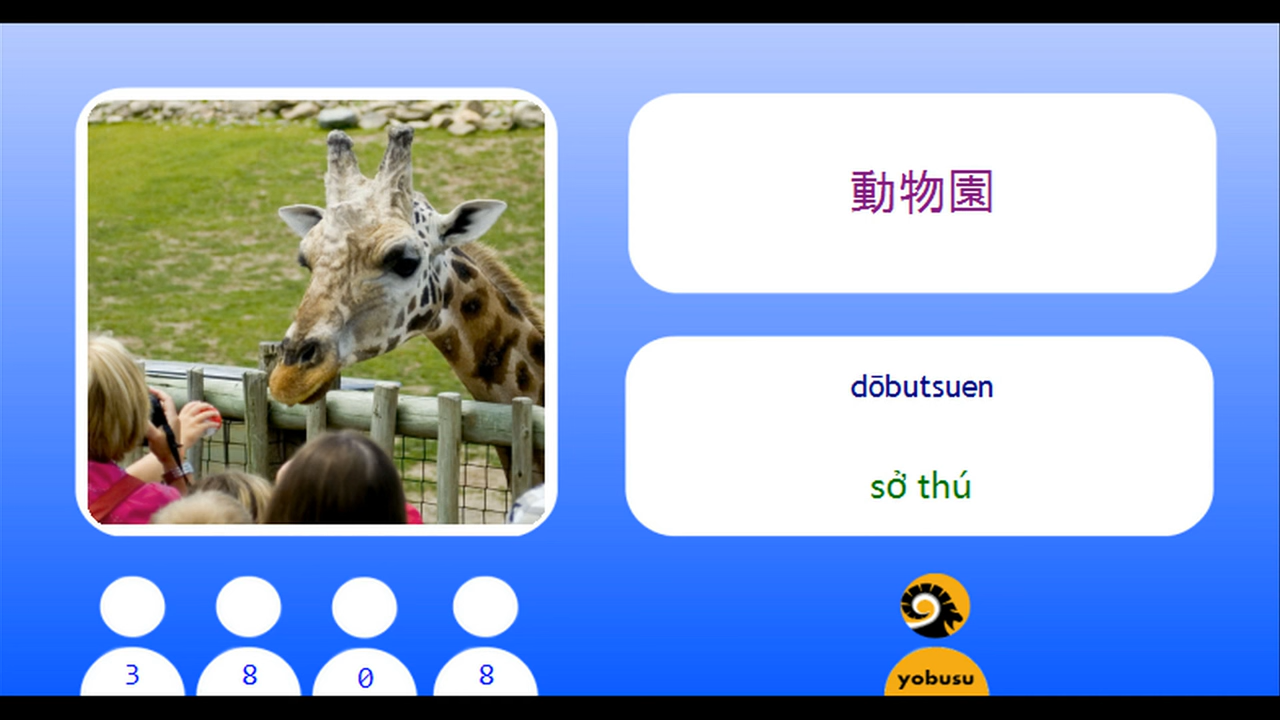 動物園
dōbutsuen
sở thú
3 8 0 8
yobusu